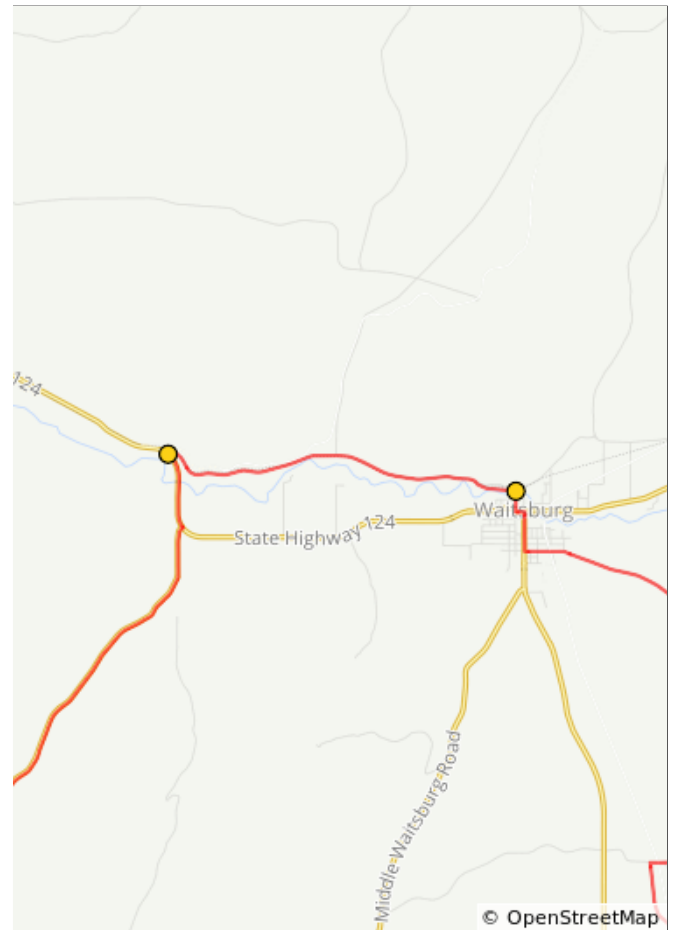 124
State Highway 124
Waitsburg
Middle Waitsburg Road
© OpenStreetMap